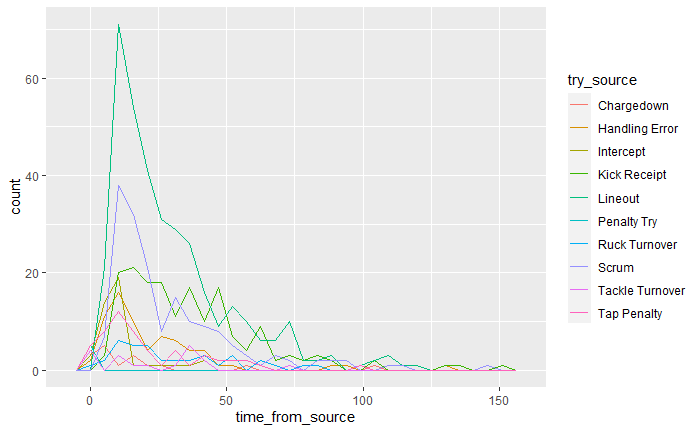 60
40
20
0
count
0
50
100
150
time_from_source
try_source
Chargedown
Handling Error
Intercept
Kick Receipt
Lineout
Penalty Try
Ruck Turnover
Scrum
Tackle Turnover
Tap Penalty